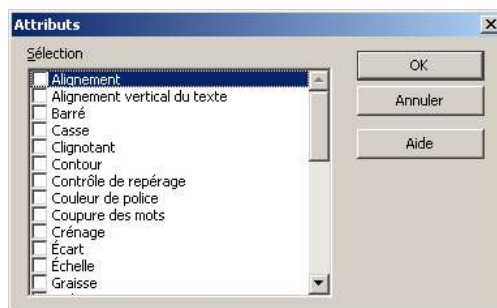 Attributs
Sélection
Alignement
Alignement vertical du texte
Barré
Casse
Clignotant
Contour
Contrôle de repérage
Couleur de police
Coupure des mots
Crénage
Écart
Échelle
Graisse
OK
Annuler
Aide